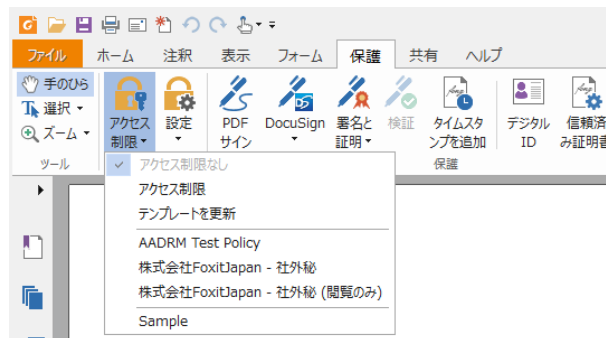 ファイル ホーム 注釈 表示 フォーム 保護 共有 ヘルプ
手のひら
選択
ズーム
アクセス
制限
設定
PDF
サイン
DocuSign
署名と
証明
検証
タイムスタ
ンプを追加
デジタル
ID
信頼済
み証明書
ツール
保護
アクセス制限なし
アクセス制限
テンプレートを更新
AADRM Test Policy
株式会社FoxitJapan - 社外秘
株式会社FoxitJapan - 社外秘 (閲覧のみ)
Sample